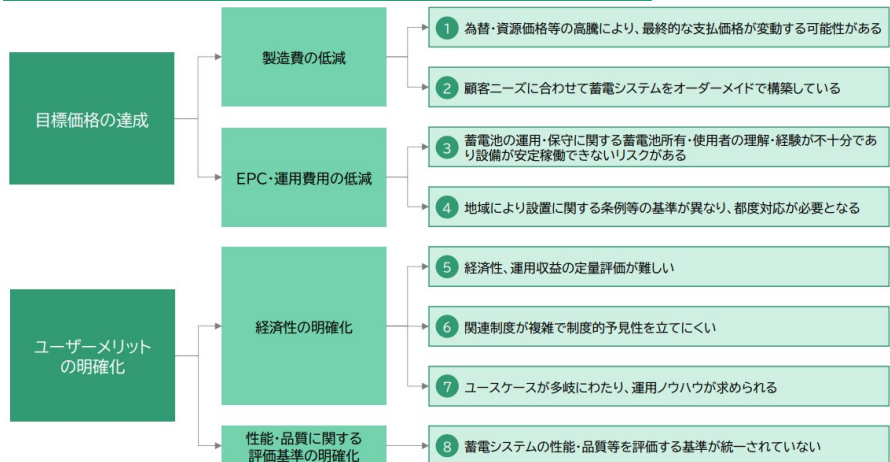 目標価格の達成
製造費の低減
1 為替・資源価格等の高騰により、最終的な支払価格が変動する可能性がある
2 顧客ニーズに合わせて蓄電システムをオーダーメイドで構築している
EPC・運用費用の低減
3 蓄電池の運用・保守に関する蓄電池所有・使用者の理解・経験が不十分であ
り設備が安定稼働できないリスクがある
4 地域により設置に関する条例等の基準が異なり、都度対応が必要となる
ユーザーメリット
の明確化
経済性の明確化
5 経済性、運用収益の定量評価が難しい
6 関連制度が複雑で制度的予見性を立てにくい
7 ユースケースが多岐にわたり、運用ノウハウが求められる
性能・品質に関する
評価基準の明確化
8 蓄電システムの性能・品質等を評価する基準が統一されていない